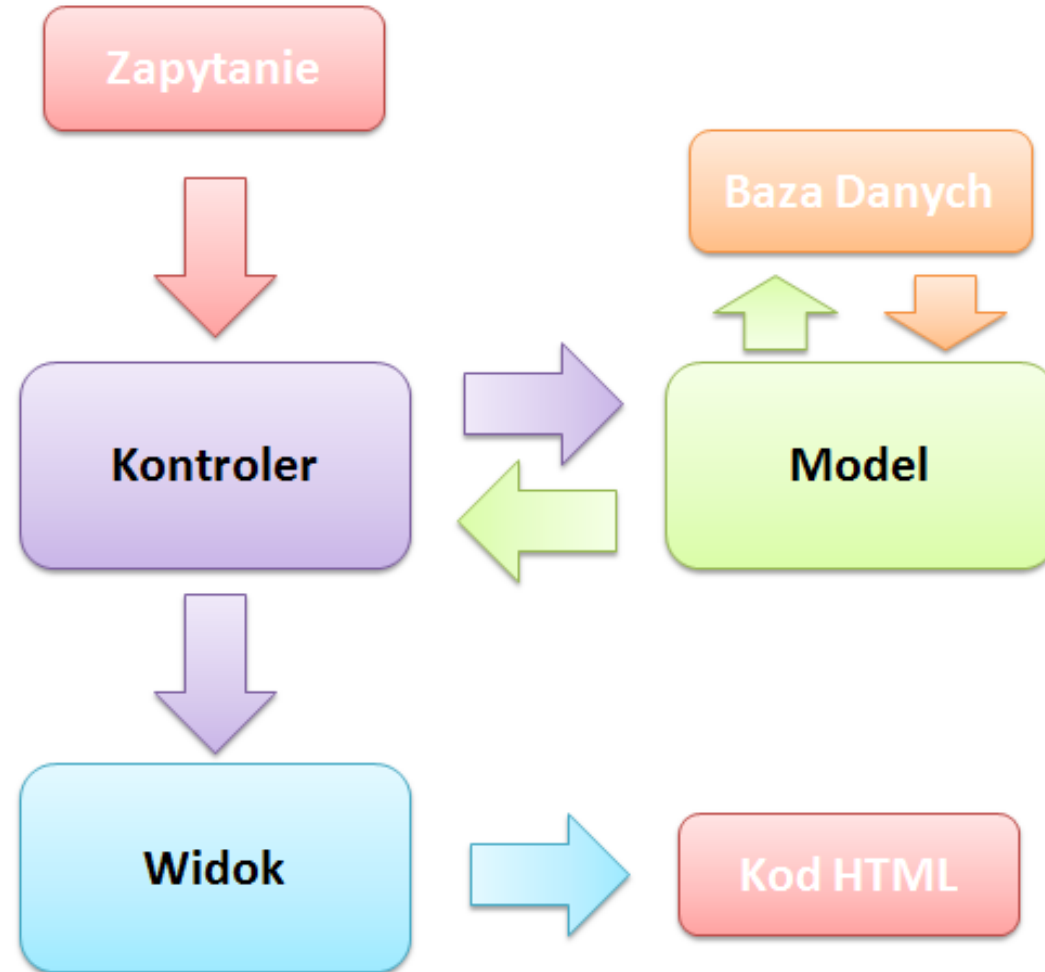 Zapytanie
Baza Danych
Kontroler
Model
Widok
Kod HTML